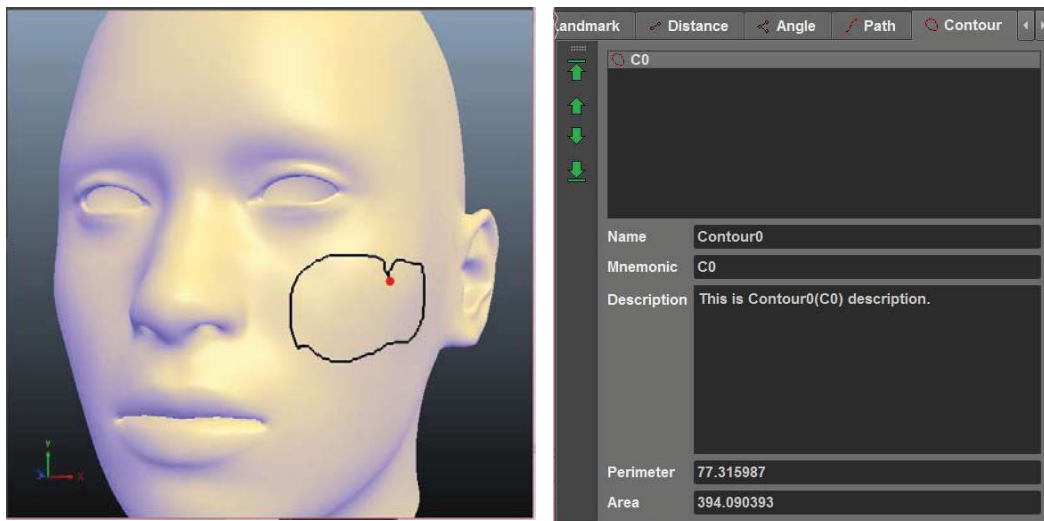 andmark Distance Angle Path Contour
C0
Name Contour0
Mnemonic C0
Description This is Contour0(C0) description.
Perimeter 77.315987
Area 394.090393
Y
X